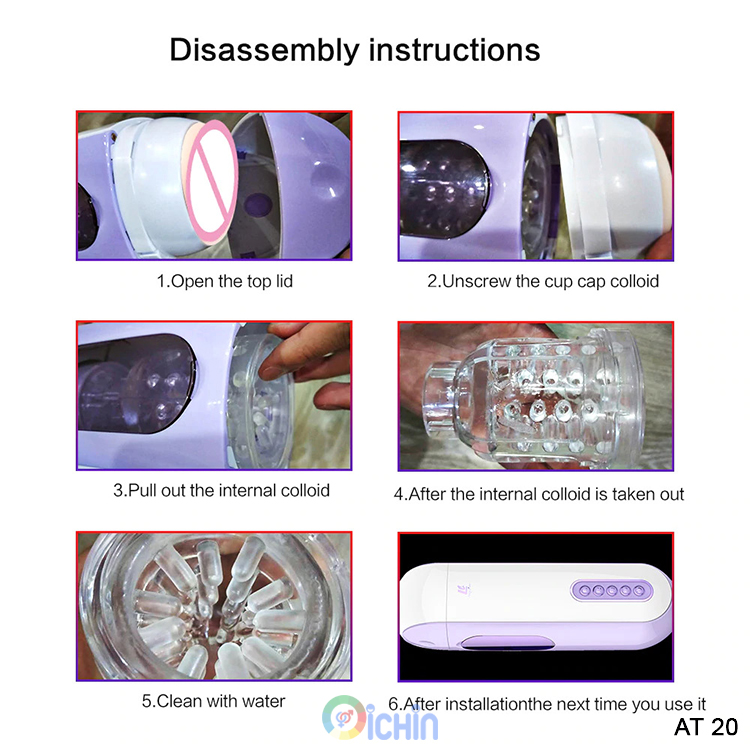 Disassembly instructions
1.Open the top lid
2.Unscrew the cup cap colloid
3.Pull out the internal colloid
4.After the internal colloid is taken out
5.Clean with water
6.After installationthe next time you use it
Oichin
AT 20